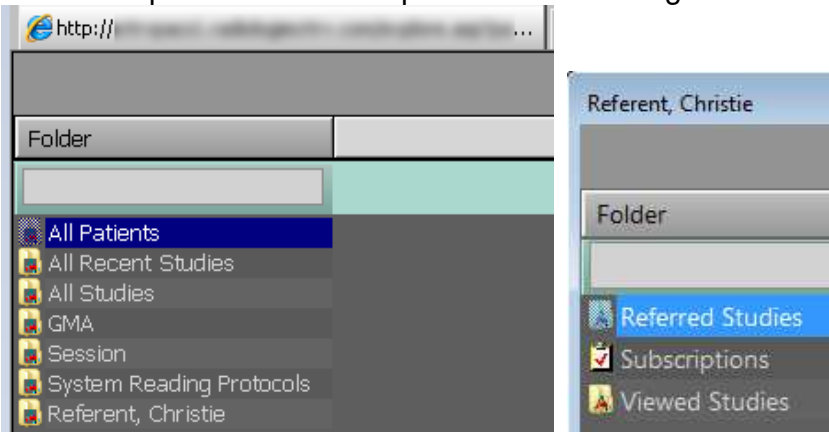 http:// ...
Folder
All Patients
All Recent Studies
All Studies
GMA
Session
System Reading Protocols
Referent, Christie
Referent, Christie
Folder
Referred Studies
Subscriptions
Viewed Studies